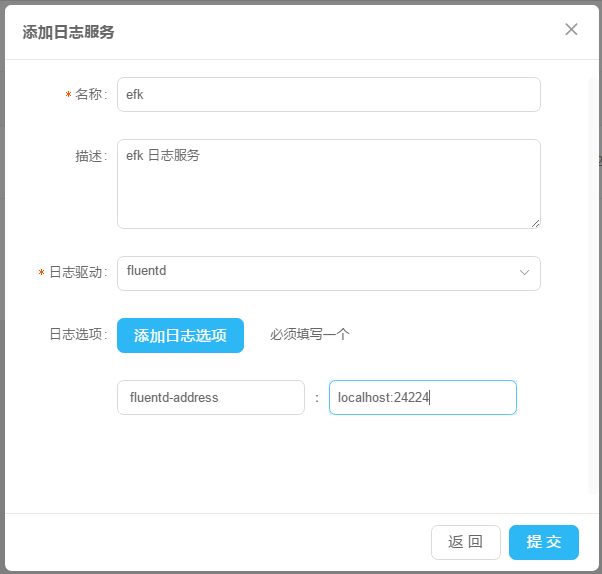 添加日志服务
* 名称: efk
描述: efk 日志服务
* 日志驱动: fluentd
日志选项: 添加日志选项 必须填写一个
fluentd-address : localhost:24224
返 回 提 交